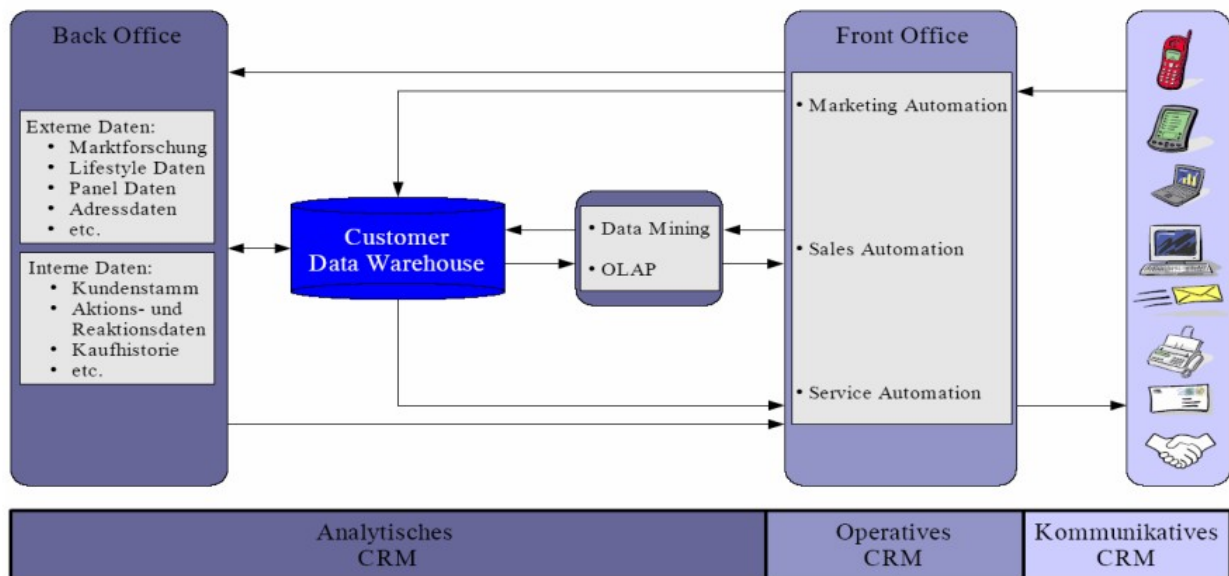 Back Office
Externe Daten:
• Marktforschung
• Lifestyle Daten
• Panel Daten
• Adressdaten
• etc.
Interne Daten:
• Kundenstamm
• Aktions- und
Reaktionsdaten
• Kaufhistorie
• etc.
Customer
Data Warehouse
• Data Mining
• OLAP
Front Office
• Marketing Automation
• Sales Automation
• Service Automation
Analytisches
CRM
Operatives
CRM
Kommunikatives
CRM